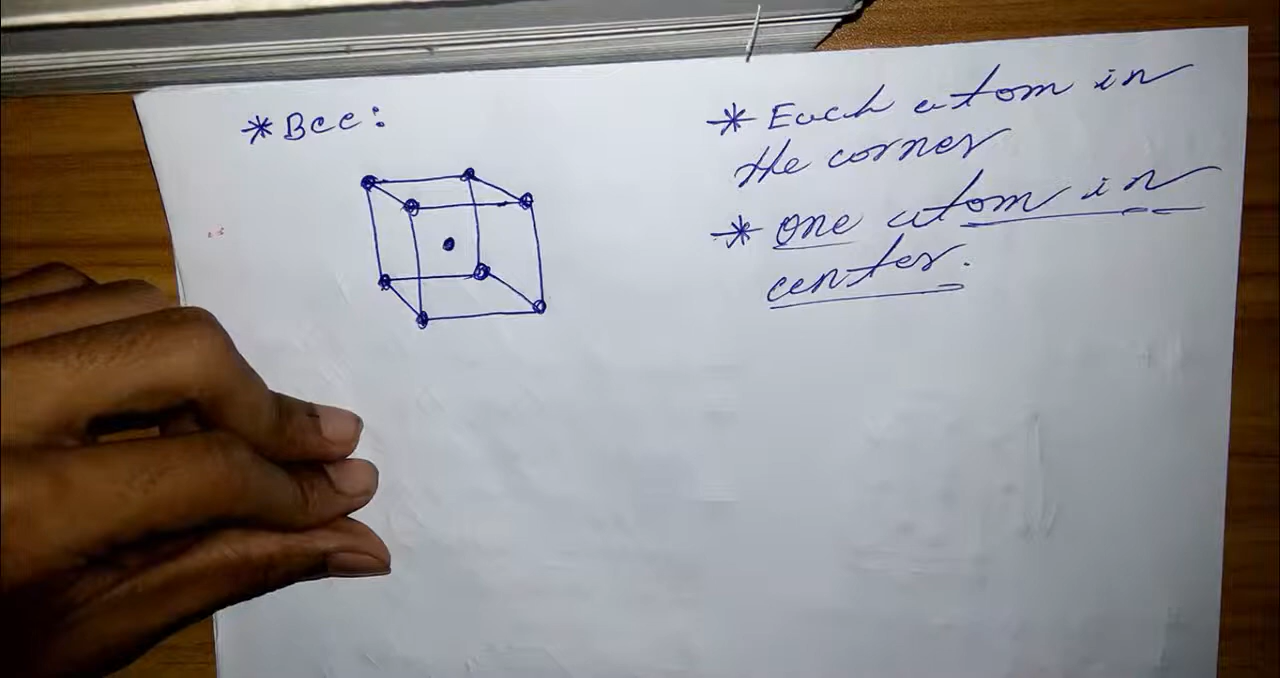 * Bcc:
* Each atom in
the corner
* one atom in
center.